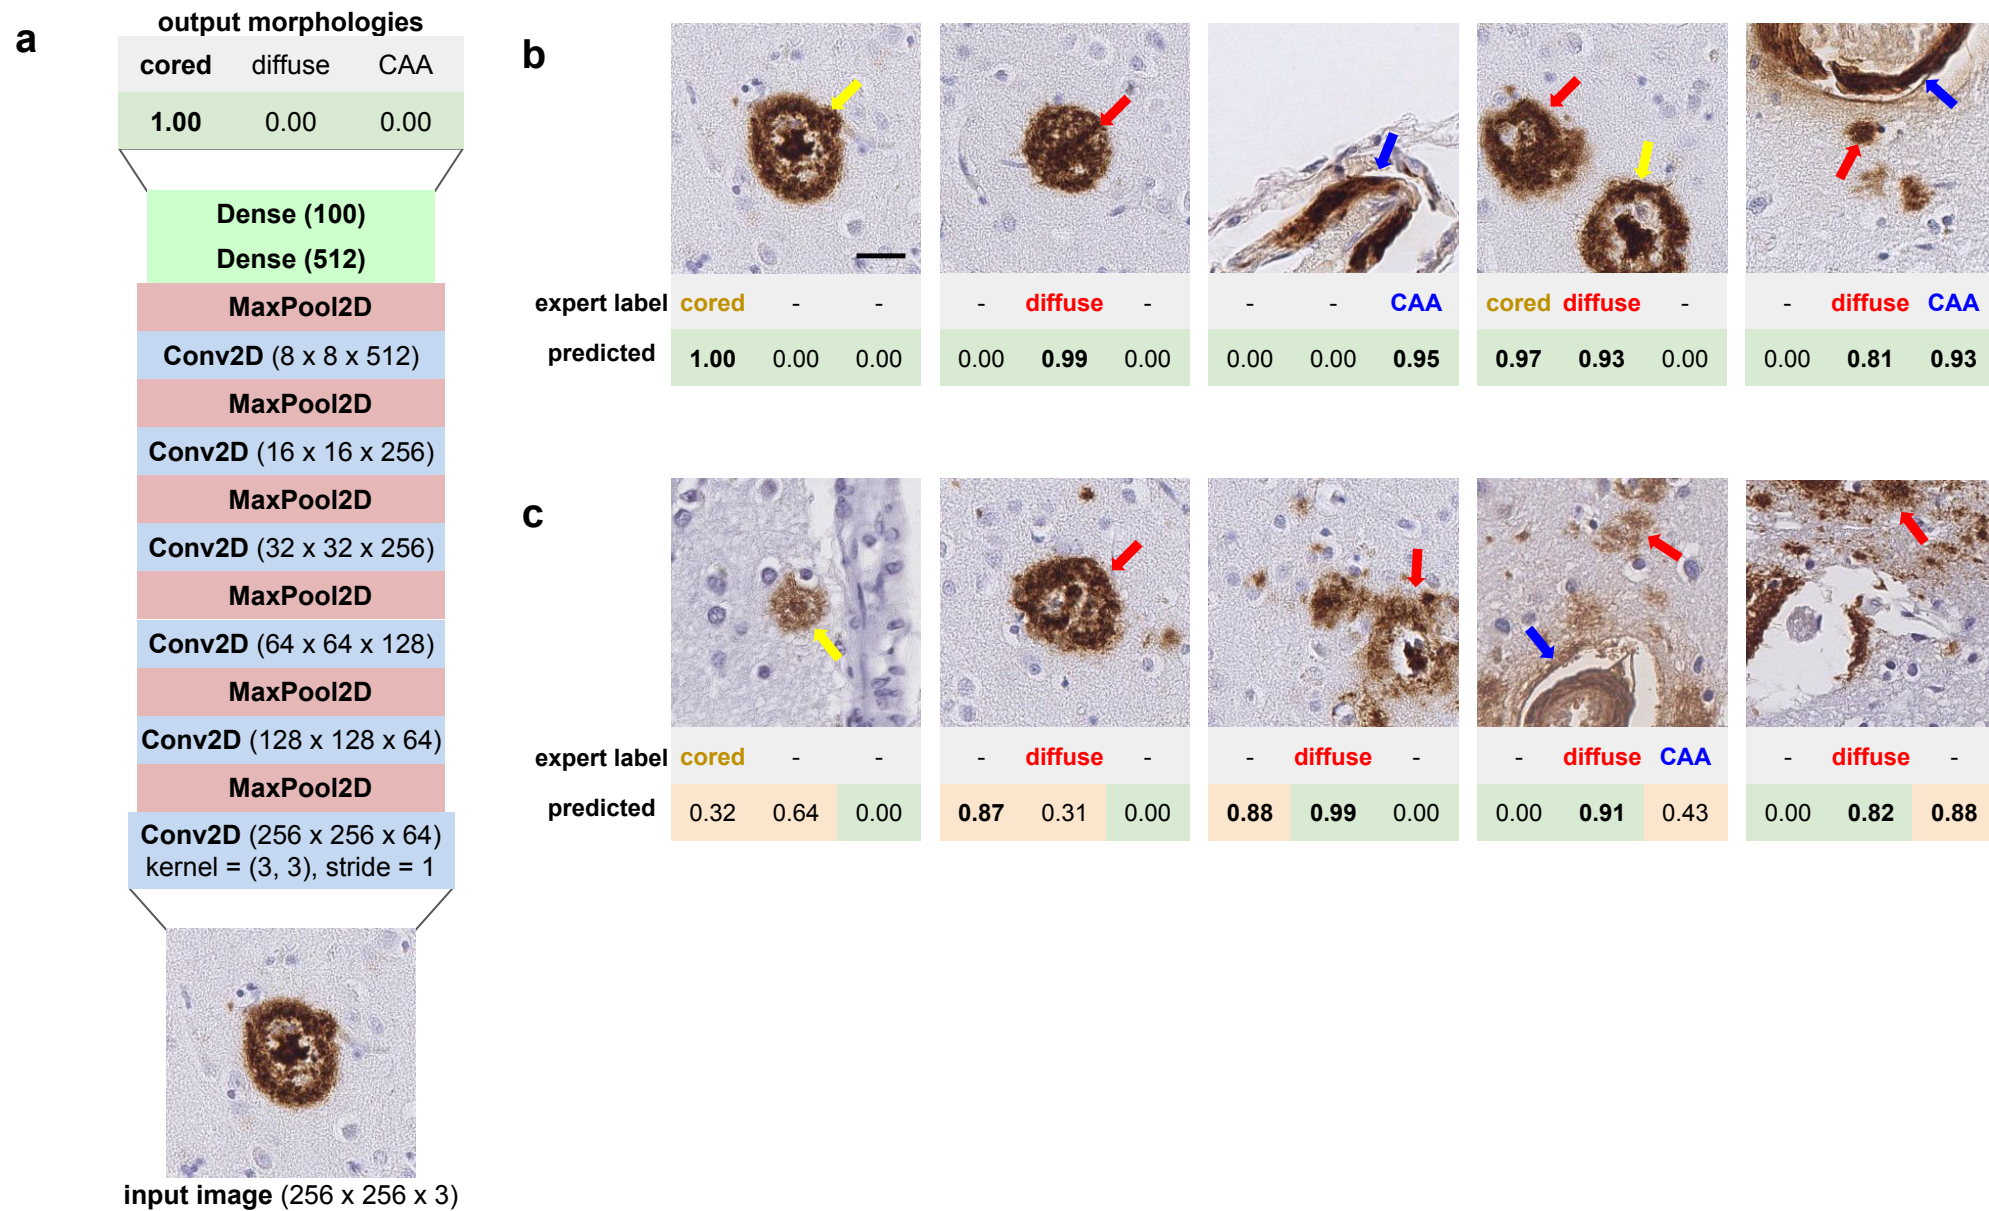 a
output morphologies
cored diffuse CAA
1.00 0.00 0.00
Dense (100)
Dense (512)
MaxPool2D
Conv2D (8 x 8 x 512)
MaxPool2D
Conv2D (16 x 16 x 256)
MaxPool2D
Conv2D (32 x 32 x 256)
MaxPool2D
Conv2D (64 x 64 x 128)
MaxPool2D
Conv2D (128 x 128 x 64)
MaxPool2D
Conv2D (256 x 256 x 64)
kernel = (3, 3), stride = 1
input image (256 x 256 x 3)
b
expert label cored - - - diffuse - - - CAA cored diffuse - - diffuse CAA
predicted 1.00 0.00 0.00 0.00 0.99 0.00 0.00 0.00 0.95 0.97 0.93 0.00 0.00 0.81 0.93
c
expert label cored - - - diffuse - - diffuse - - diffuse CAA - diffuse -
predicted 0.32 0.64 0.00 0.87 0.31 0.00 0.88 0.99 0.00 0.00 0.91 0.43 0.00 0.82 0.88